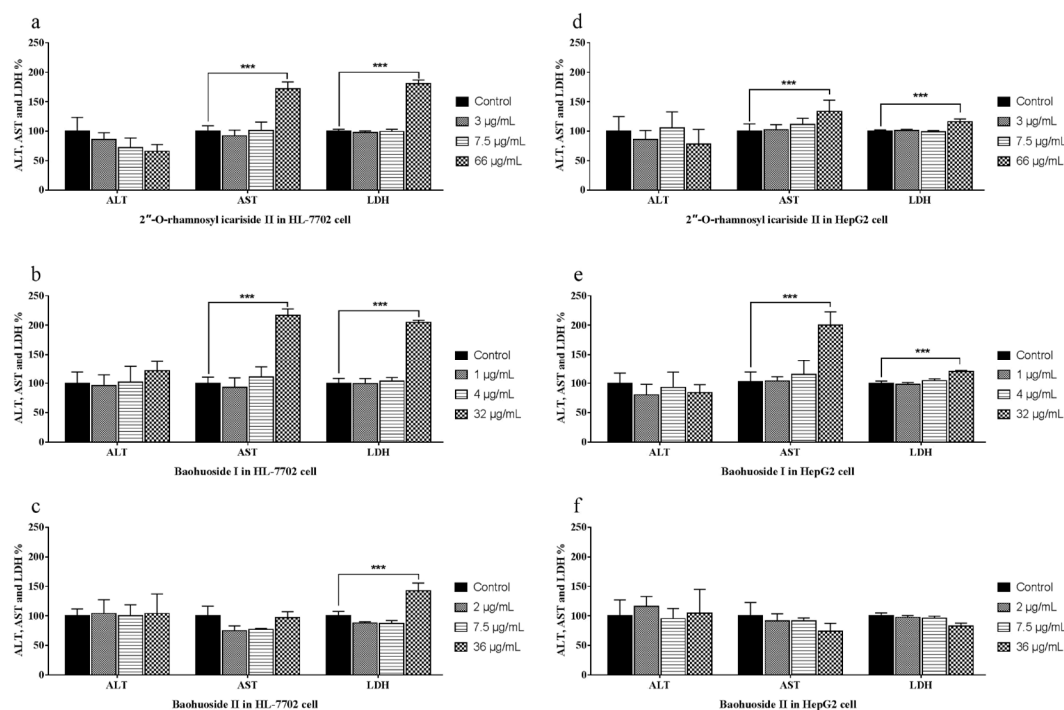 a
ALT, AST and LDH %
250
200
150
100
50
0
***
***
ALT
AST
LDH
Control
3 µg/mL
7.5 µg/mL
66 µg/mL
2″-O-rhamnosyl icariside II in HL-7702 cell
d
ALT, AST and LDH %
250
200
150
100
50
0
***
***
ALT
AST
LDH
Control
3 µg/mL
7.5 µg/mL
66 µg/mL
2″-O-rhamnosyl icariside II in HepG2 cell
b
ALT, AST and LDH %
250
200
150
100
50
0
***
***
ALT
AST
LDH
Control
1 µg/mL
4 µg/mL
32 µg/mL
Baohuoside I in HL-7702 cell
e
ALT, AST and LDH %
250
200
150
100
50
0
***
***
ALT
AST
LDH
Control
1 µg/mL
4 µg/mL
32 µg/mL
Baohuoside I in HepG2 cell
c
ALT, AST and LDH %
250
200
150
100
50
0
***
ALT
AST
LDH
Control
2 µg/mL
7.5 µg/mL
36 µg/mL
Baohuoside II in HL-7702 cell
f
ALT, AST and LDH %
250
200
150
100
50
0
ALT
AST
LDH
Control
2 µg/mL
7.5 µg/mL
36 µg/mL
Baohuoside II in HepG2 cell